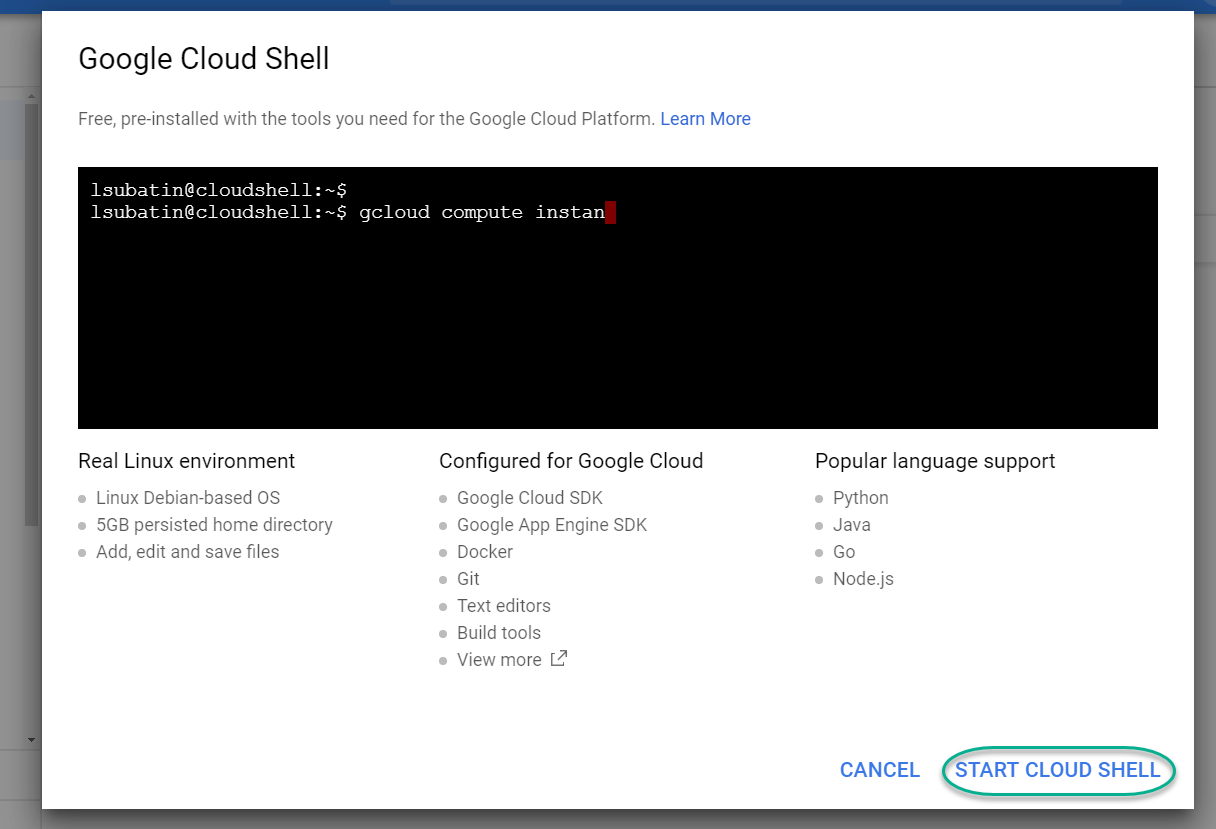 Google Cloud Shell
Free, pre-installed with the tools you need for the Google Cloud Platform. Learn More
lsubatin@cloudshell:~$
lsubatin@cloudshell:~$ gcloud compute instan
Real Linux environment
Linux Debian-based OS
5GB persisted home directory
Add, edit and save files
Configured for Google Cloud
Google Cloud SDK
Google App Engine SDK
Docker
Git
Text editors
Build tools
View more
Popular language support
Python
Java
Go
Node.js
CANCEL
START CLOUD SHELL